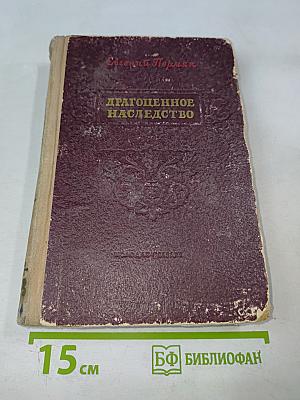 Евгений Пермяк
ДРАГОЦЕННОЕ
НАСЛЕДСТВО
15 см
БФ БИБЛИОФАН